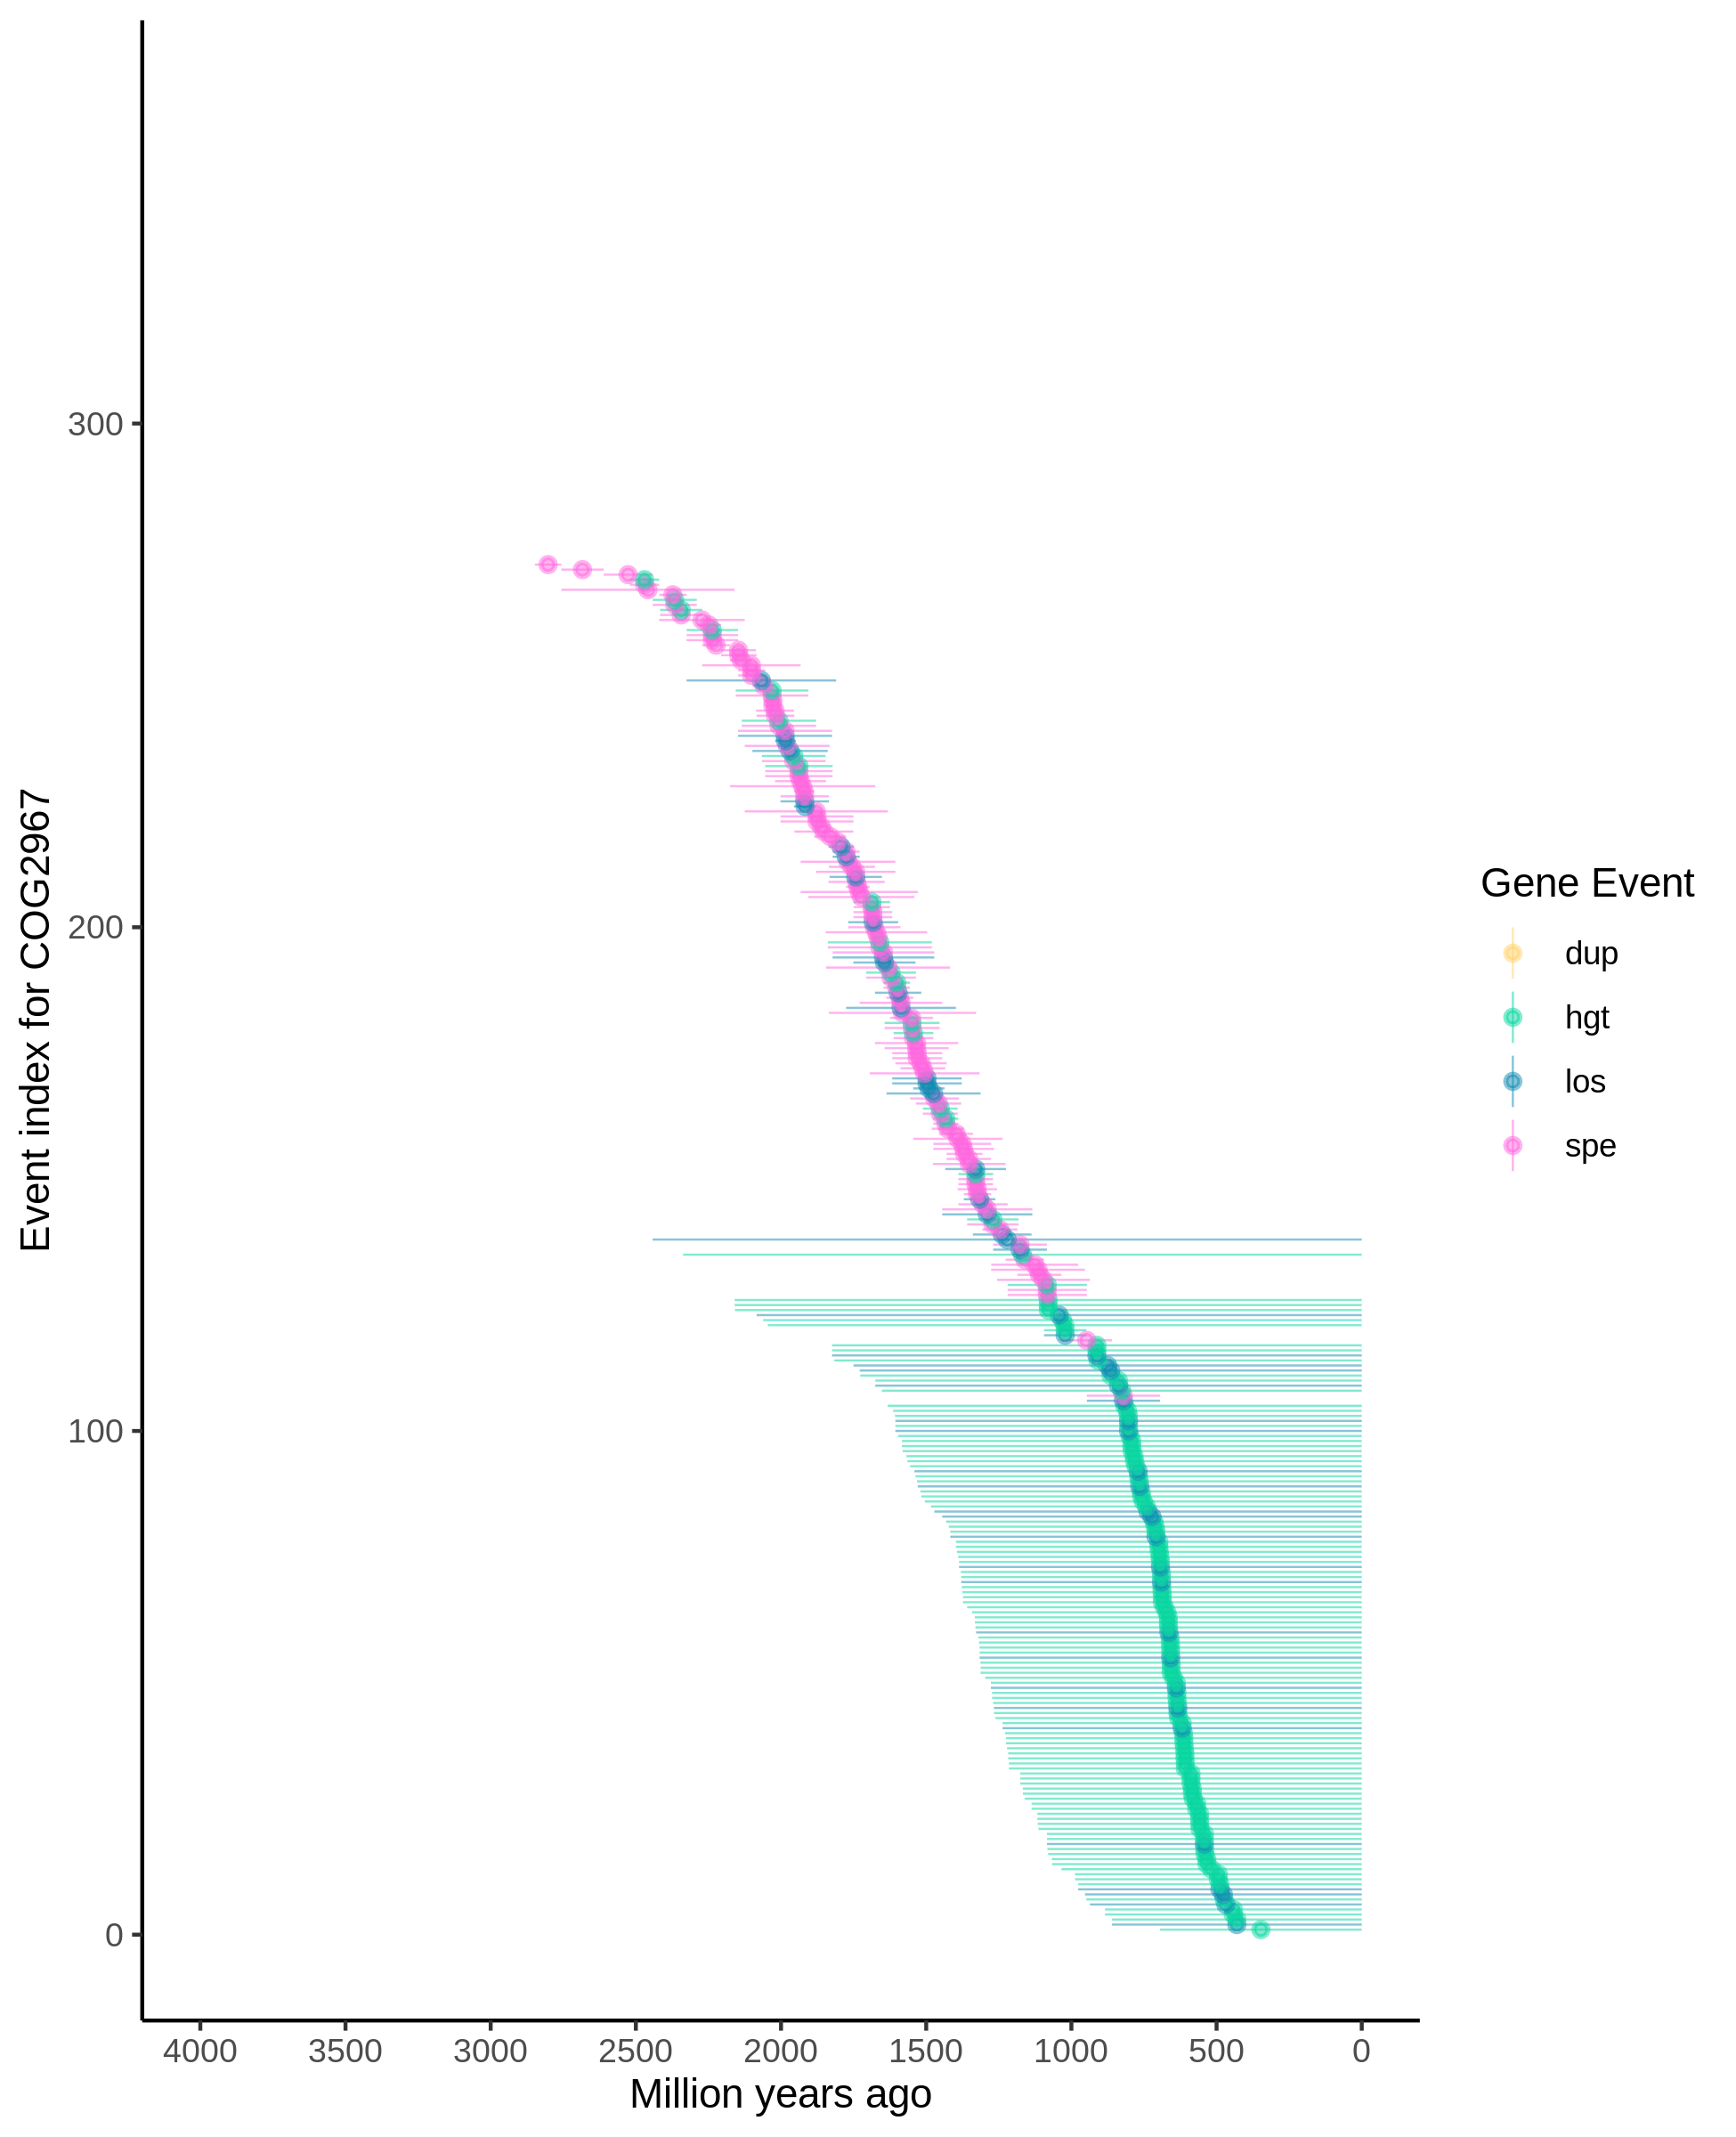 Event index for COG2967
300
200
100
0
4000 3500 3000 2500 2000 1500 1000 500 0
Million years ago
Gene Event
dup
hgt
los
spe